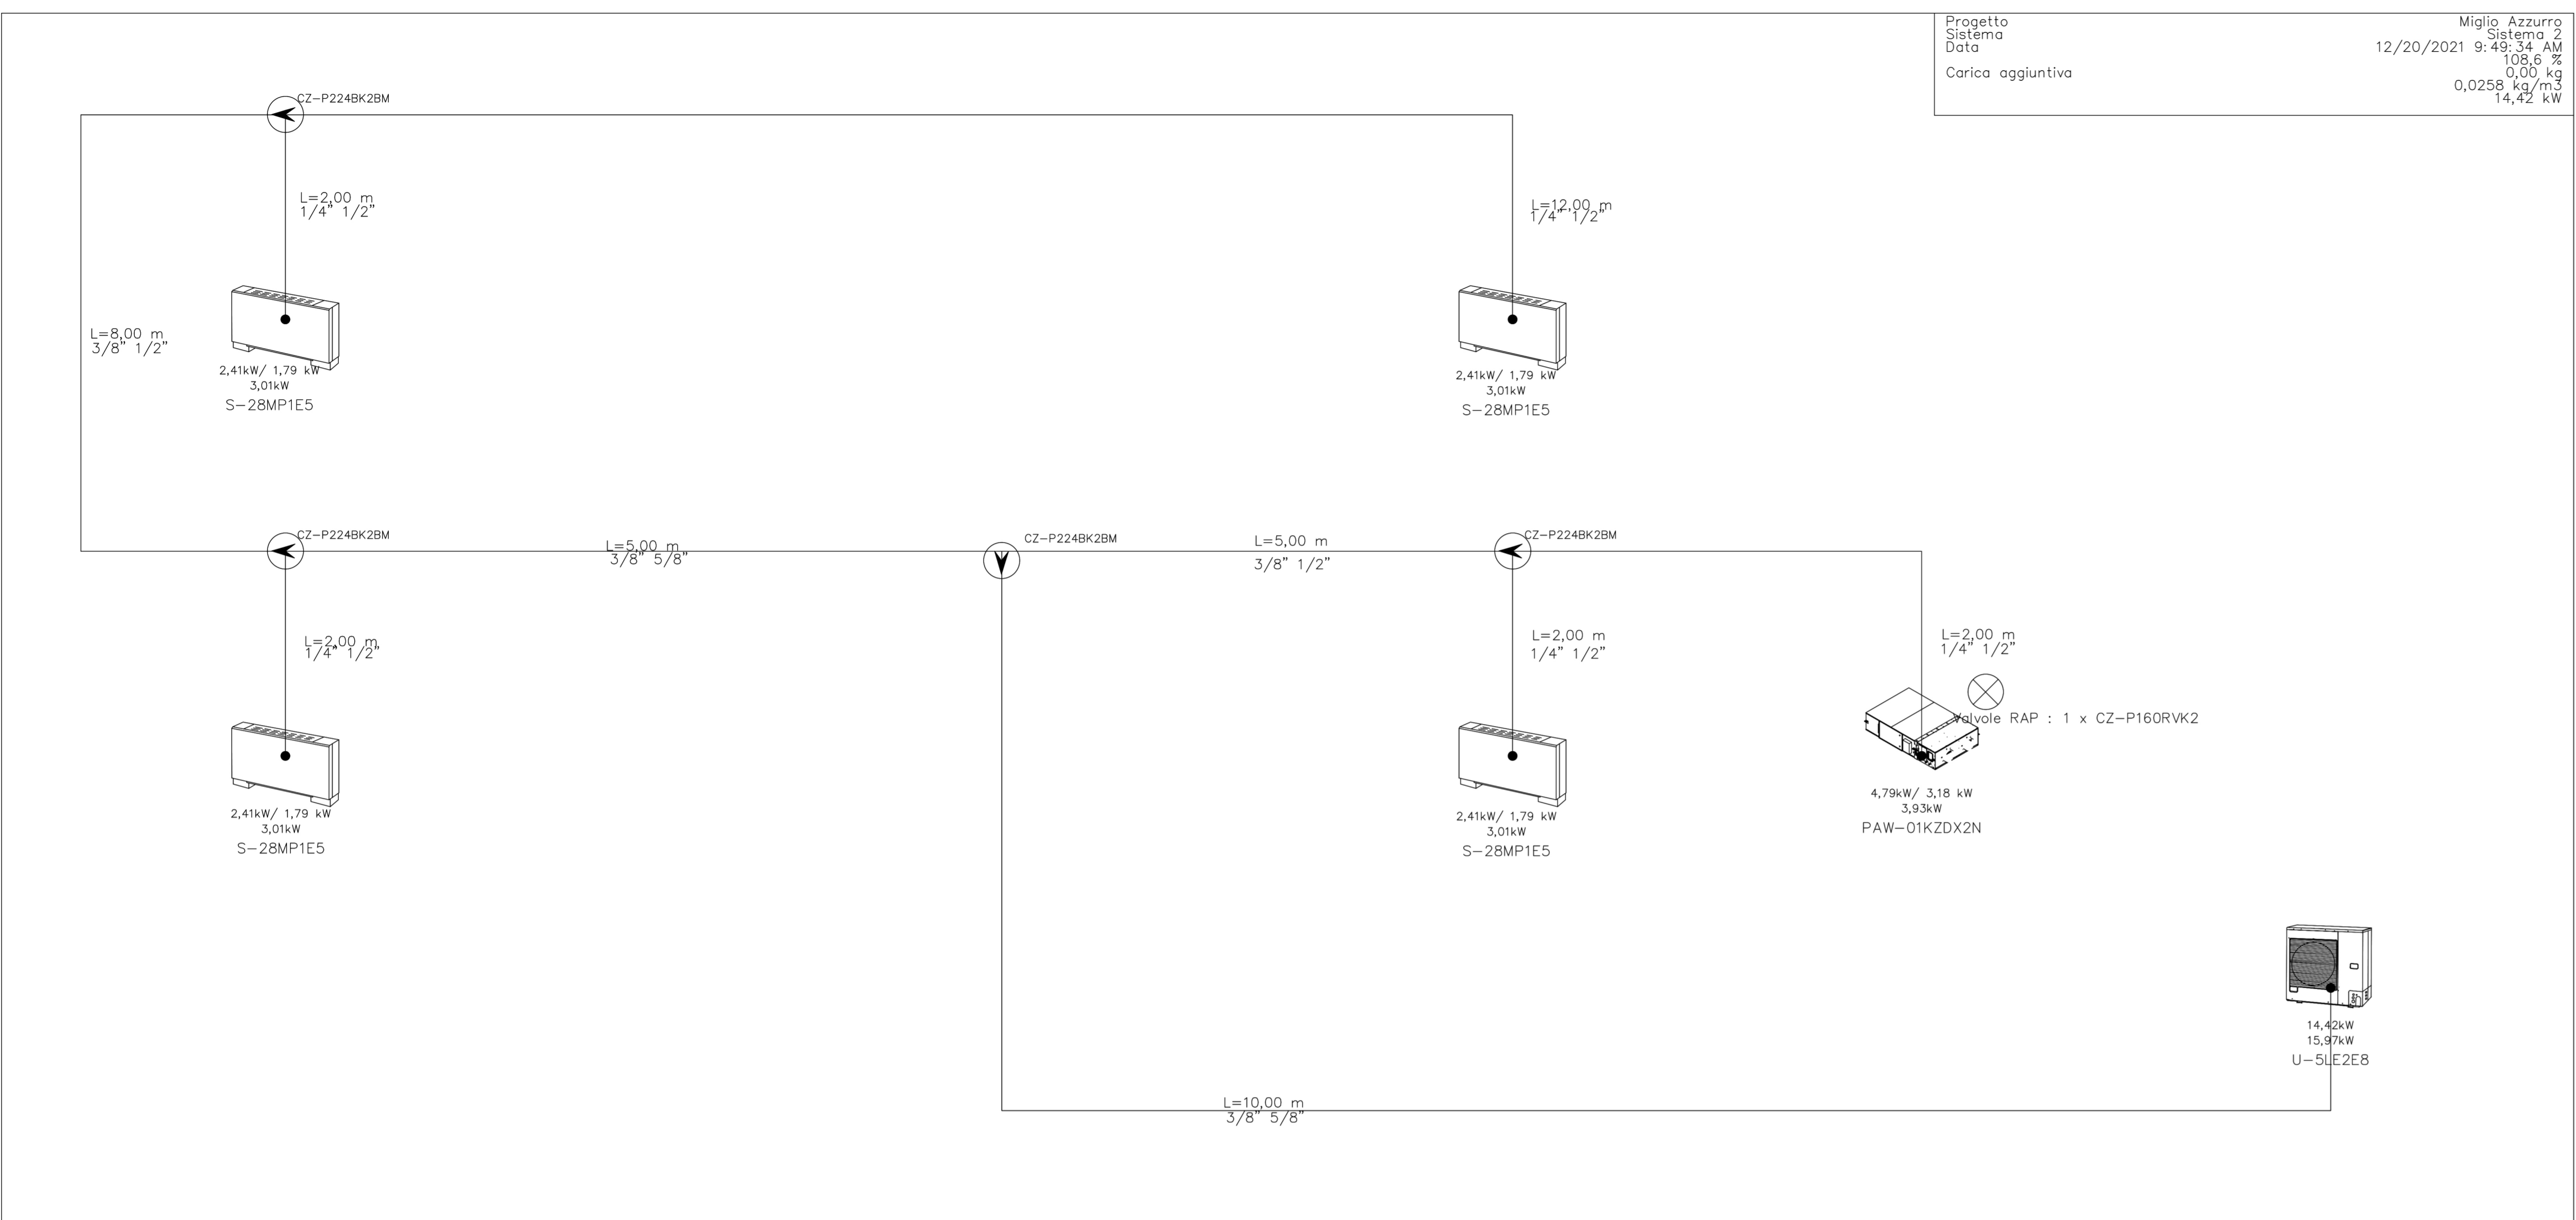 Progetto Miglio Azzurro
Sistema Sistema 2
Data 12/20/2021 9:49:34 AM
108,6 %
Carica aggiuntiva 0,00 kg
0,0258 kg/m3
14,42 kW
CZ-P224BK2BM
L=2,00 m
1/4" 1/2"
L=12,00 m
1/4" 1/2"
L=8,00 m
3/8" 1/2"
2,41kW/ 1,79 kW
3,01kW
S-28MP1E5
2,41kW/ 1,79 kW
3,01kW
S-28MP1E5
CZ-P224BK2BM
L=5,00 m
3/8" 5/8"
CZ-P224BK2BM
L=5,00 m
3/8" 1/2"
CZ-P224BK2BM
L=2,00 m
1/4" 1/2"
L=2,00 m
1/4" 1/2"
L=2,00 m
1/4" 1/2"
Valvole RAP : 1 x CZ-P160RVK2
2,41kW/ 1,79 kW
3,01kW
S-28MP1E5
2,41kW/ 1,79 kW
3,01kW
S-28MP1E5
4,79kW/ 3,18 kW
3,93kW
PAW-01KZDX2N
14,42kW
15,97kW
U-5LE2E8
L=10,00 m
3/8" 5/8"